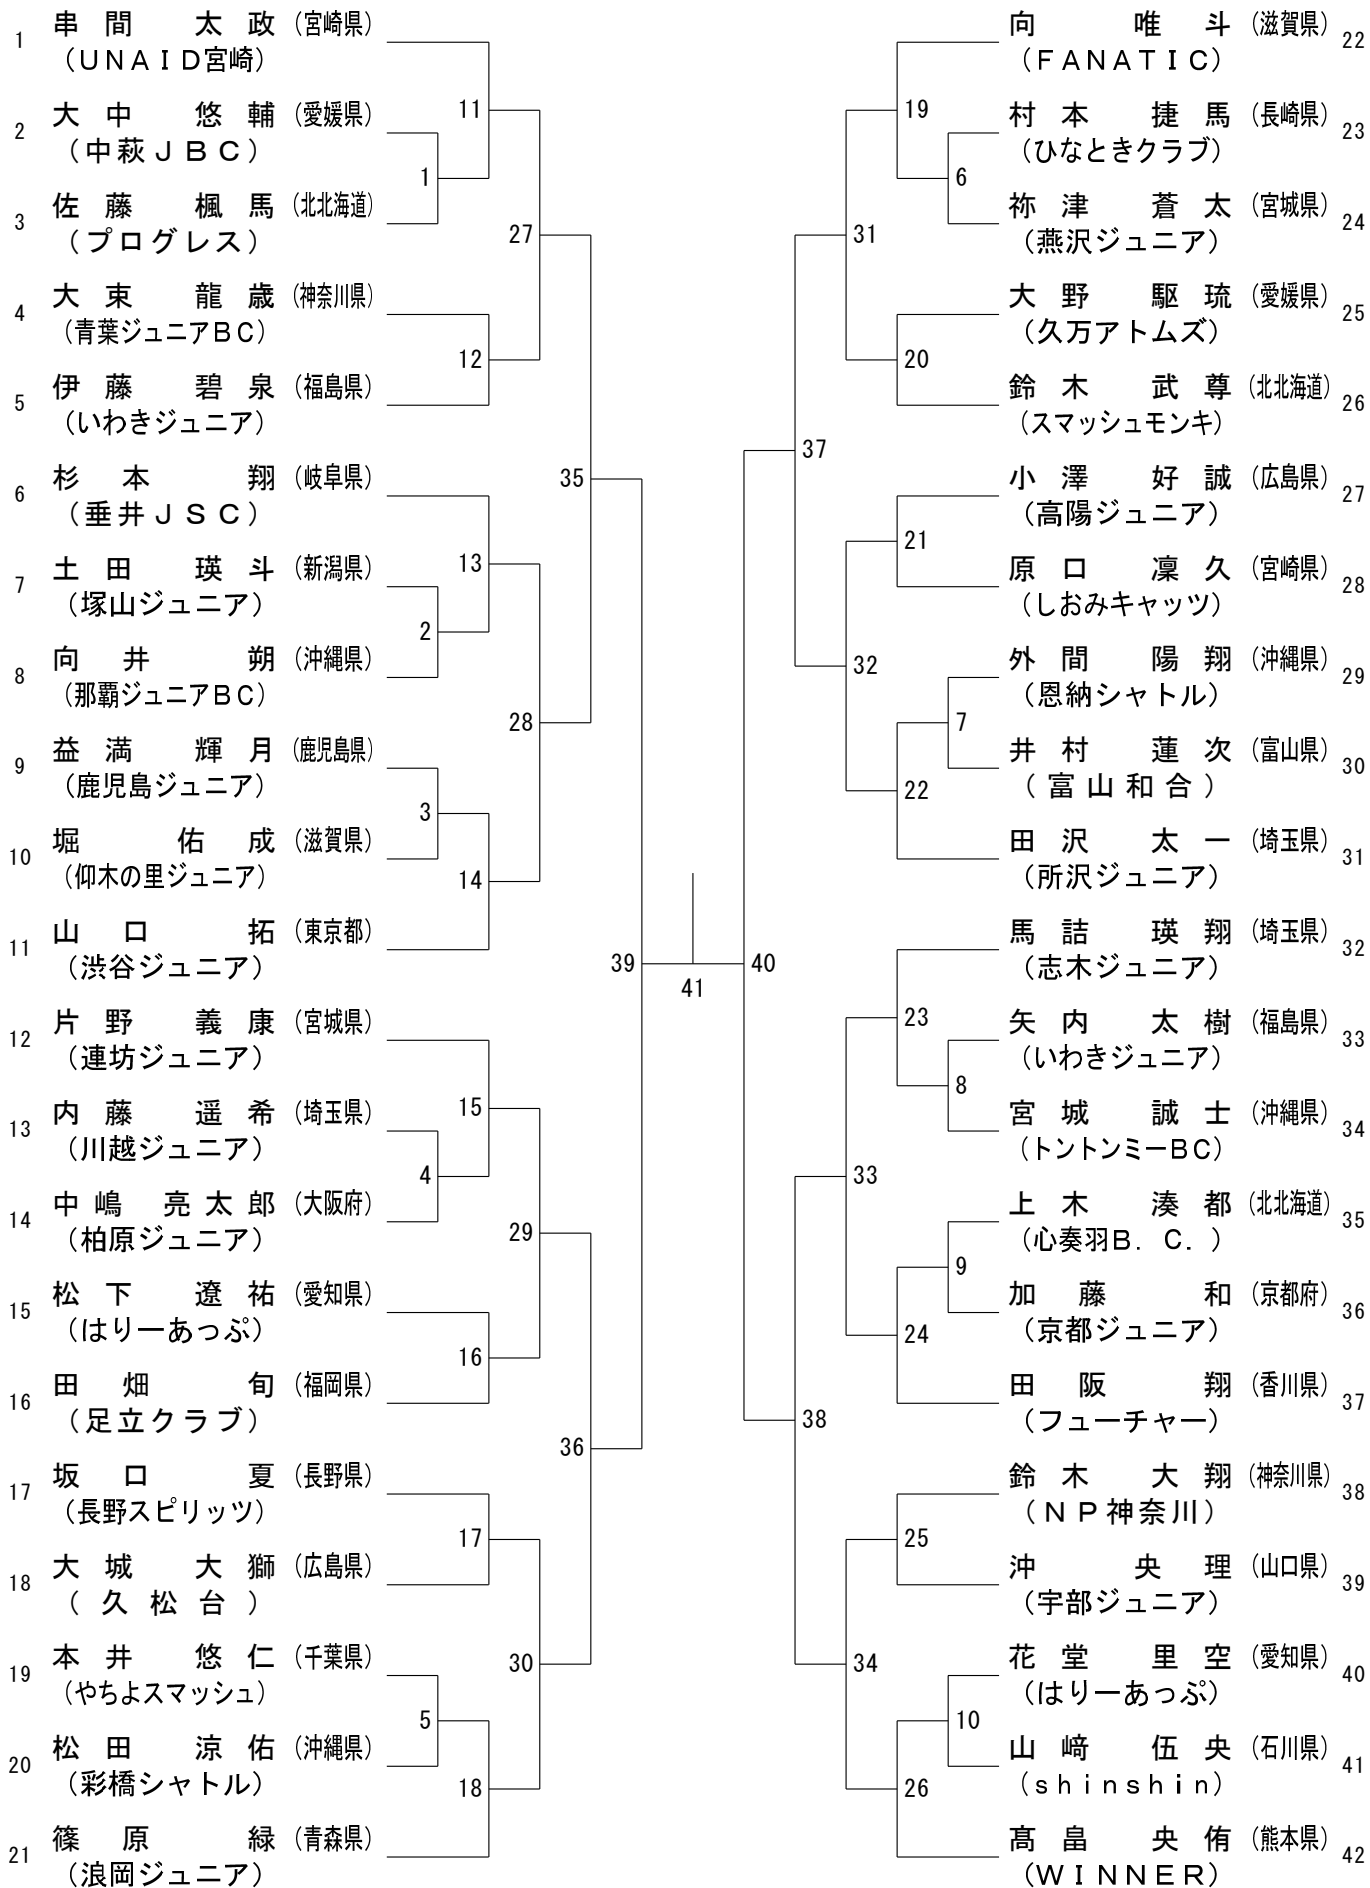 1 串間 太政 (宮崎県)
(UNAID宮崎)
2 大中 悠輔 (愛媛県)
(中萩JBC)
3 佐藤 楓馬 (北北海道)
(プログレス)
4 大東 龍歳 (神奈川県)
(青葉ジュニアBC)
5 伊藤 碧泉 (福島県)
(いわきジュニア)
6 杉本 翔 (岐阜県)
(垂井JSC)
7 土田 瑛斗 (新潟県)
(塚山ジュニア)
8 向井 朔 (沖縄県)
(那覇ジュニアBC)
9 益満 輝月 (鹿児島県)
(鹿児島ジュニア)
10 堀 佑成 (滋賀県)
(仰木の里ジュニア)
11 山口 拓 (東京都)
(渋谷ジュニア)
12 片野 義康 (宮城県)
(連坊ジュニア)
13 内藤 遥希 (埼玉県)
(川越ジュニア)
14 中嶋 亮太郎 (大阪府)
(柏原ジュニア)
15 松下 遼祐 (愛知県)
(はりーあっぷ)
16 田畑 旬 (福岡県)
(足立クラブ)
17 坂口 夏 (長野県)
(長野スピリッツ)
18 大城 大獅 (広島県)
(久松台)
19 本井 悠仁 (千葉県)
(やちよスマッシュ)
20 松田 涼佑 (沖縄県)
(彩橋シャトル)
21 篠原 緑 (青森県)
(浪岡ジュニア)
1
2
3
4
5
11
12
13
14
15
16
17
18
27
28
29
30
35
36
39
41
40
37
38
31
32
33
34
19
20
21
22
23
24
25
26
6
7
8
9
10
向 唯斗 (滋賀県) 22
(FANATIC)
村本 捷馬 (長崎県) 23
(ひなときクラブ)
祢津 蒼太 (宮城県) 24
(燕沢ジュニア)
大野 駆琉 (愛媛県) 25
(久万アトムズ)
鈴木 武尊 (北北海道) 26
(スマッシュモンキ)
小澤 好誠 (広島県) 27
(高陽ジュニア)
原口 凜久 (宮崎県) 28
(しおみキャッツ)
外間 陽翔 (沖縄県) 29
(恩納シャトル)
井村 蓮次 (富山県) 30
(富山和合)
田沢 太一 (埼玉県) 31
(所沢ジュニア)
馬詰 瑛翔 (埼玉県) 32
(志木ジュニア)
矢内 太樹 (福島県) 33
(いわきジュニア)
宮城 誠士 (沖縄県) 34
(トントンミーBC)
上木 湊都 (北北海道) 35
(心奏羽B.C.)
加藤 和 (京都府) 36
(京都ジュニア)
田阪 翔 (香川県) 37
(フューチャー)
鈴木 大翔 (神奈川県) 38
(NP神奈川)
沖 央理 (山口県) 39
(宇部ジュニア)
花堂 里空 (愛知県) 40
(はりーあっぷ)
山﨑 伍央 (石川県) 41
(shinshin)
髙畠 央侑 (熊本県) 42
(WINNER)